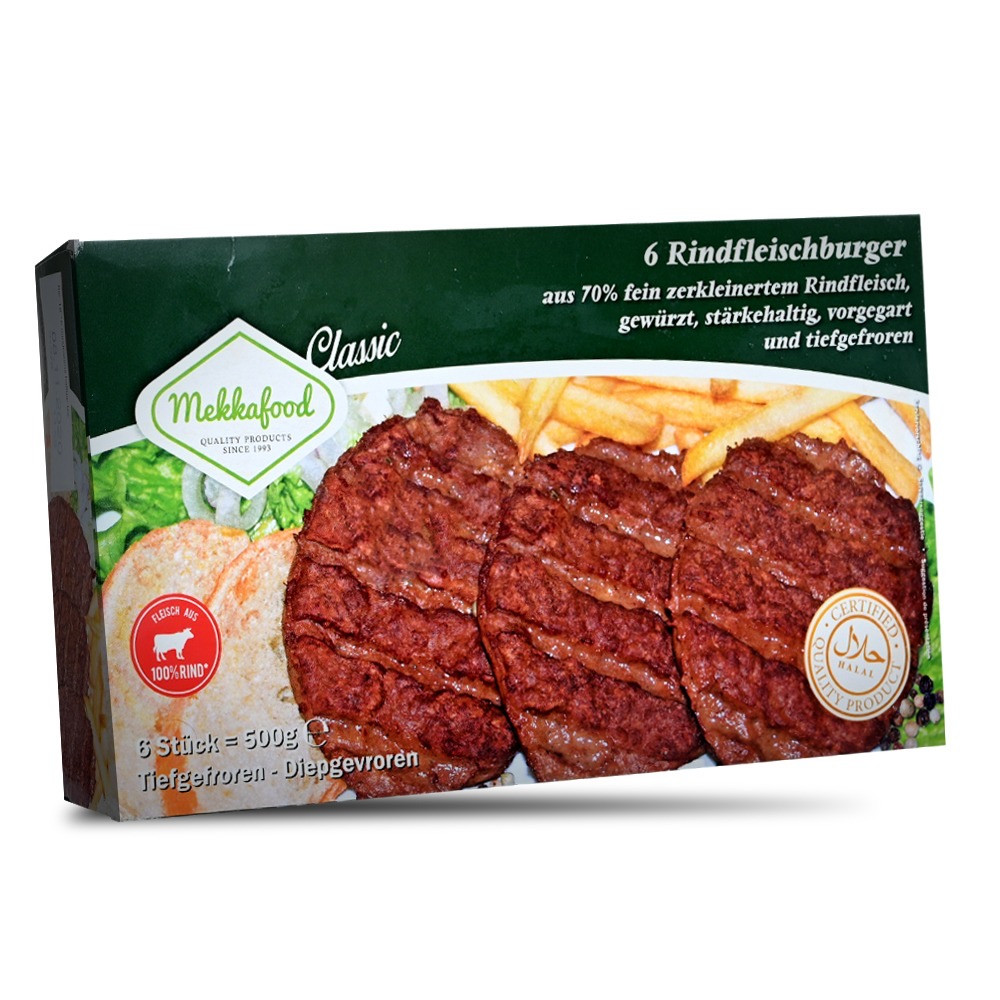 6 Rindfleischburger
aus 70% fein zerkleinertem Rindfleisch,
gewürzt, stärkehaltig, vorgegart
und tiefgefroren
Classic
Mekkafood
QUALITY PRODUCTS
SINCE 1993
FLEISCH AUS
100% RIND*
CERTIFIED
حلال
HALAL
QUALITY PRODUCT
6 Stück = 500g e
Tiefgefroren - Diepgevroren